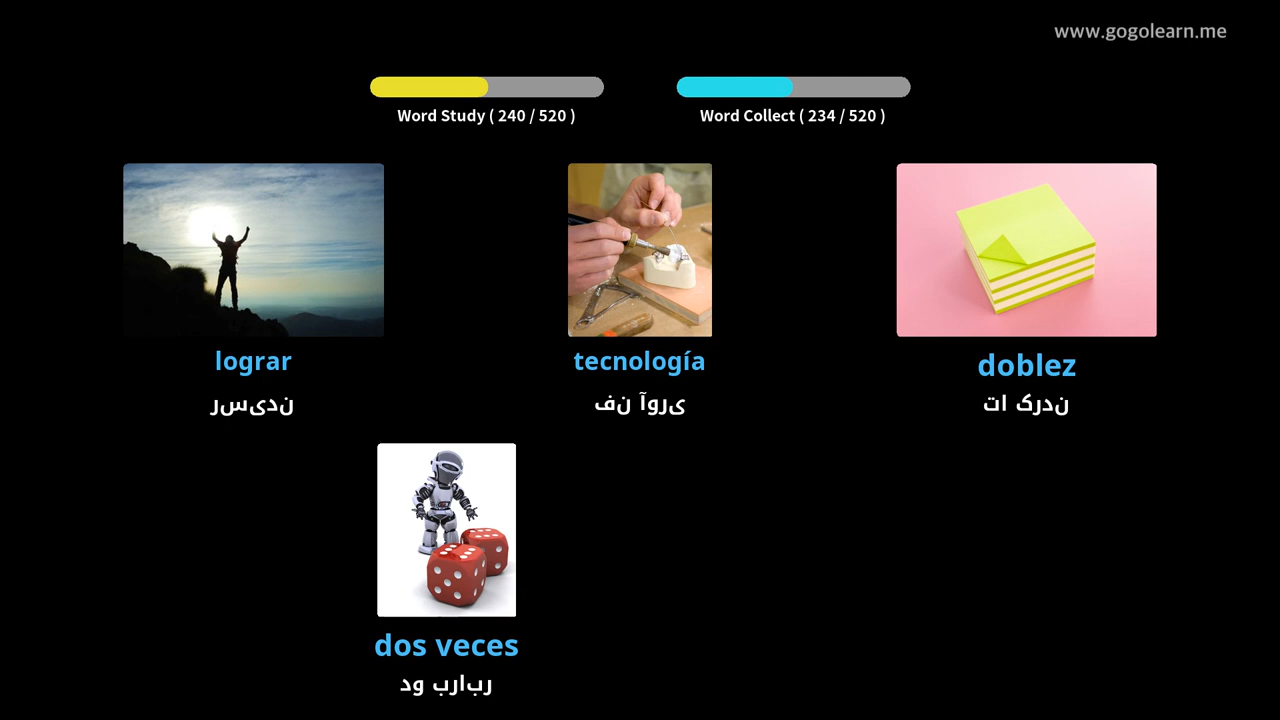 www.gogolearn.me
Word Study ( 240 / 520 )
Word Collect ( 234 / 520 )
lograr
ندیسر
tecnología
یروآ نف
doblez
ندرک ات
dos veces
ربارب ود